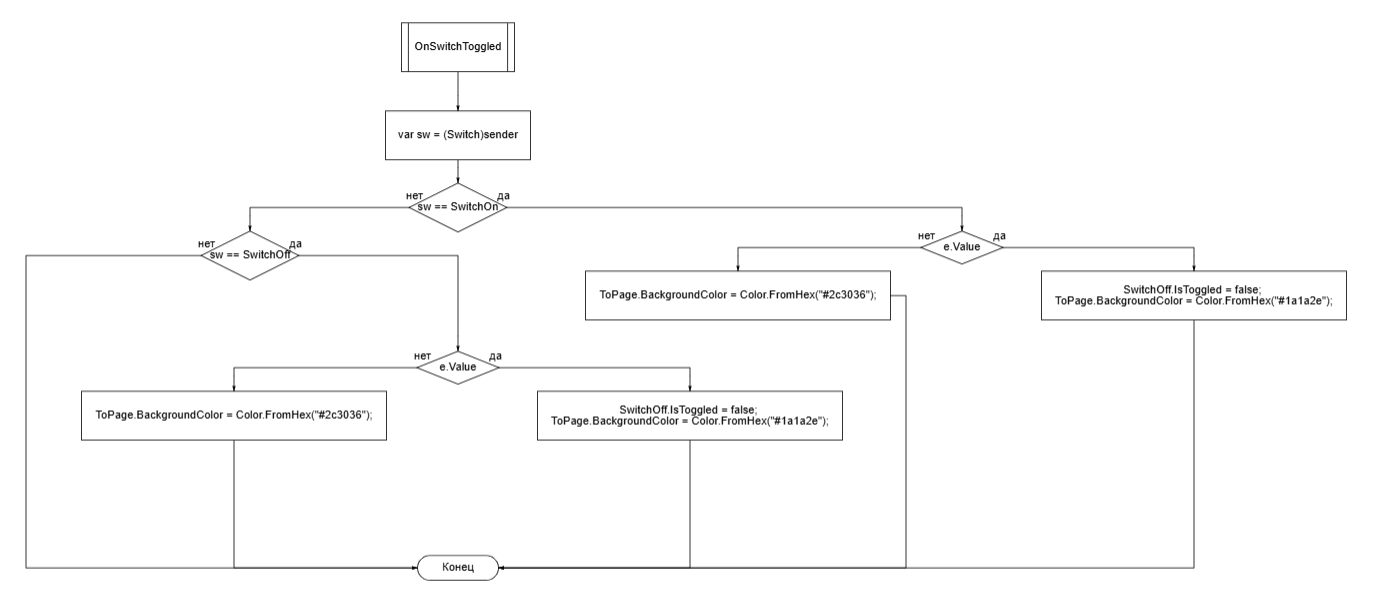 OnSwitchToggled
var sw = (Switch)sender
нет
да
sw == SwitchOn
нет
да
sw == SwitchOff
нет
да
e.Value
ToPage.BackgroundColor = Color.FromHex("#2c3036");
SwitchOff.IsToggled = false;
ToPage.BackgroundColor = Color.FromHex("#1a1a2e");
нет
да
e.Value
ToPage.BackgroundColor = Color.FromHex("#2c3036");
SwitchOff.IsToggled = false;
ToPage.BackgroundColor = Color.FromHex("#1a1a2e");
Конец